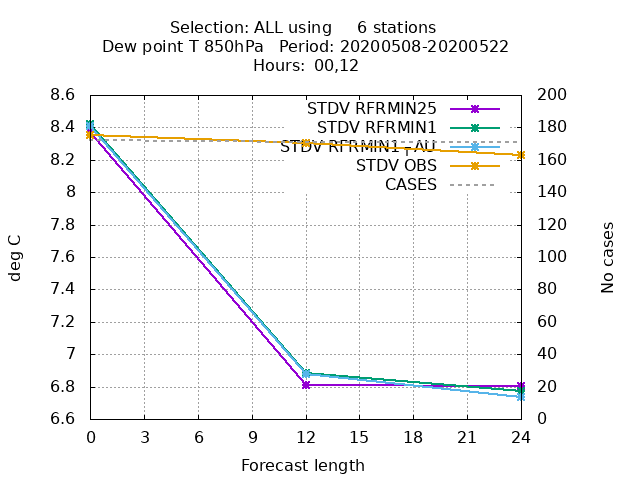 Selection: ALL using     6 stations
Dew point T 850hPa   Period: 20200508-20200522
Hours:  00,12
STDV RFRMIN25
STDV RFRMIN1
STDV RFRMIN1_AU
STDV OBS
CASES
8.6
8.4
8.2
8
7.8
7.6
7.4
7.2
7
6.8
6.6
200
180
160
140
120
100
80
60
40
20
0
deg C
No cases
0 3 6 9 12 15 18 21 24
Forecast length